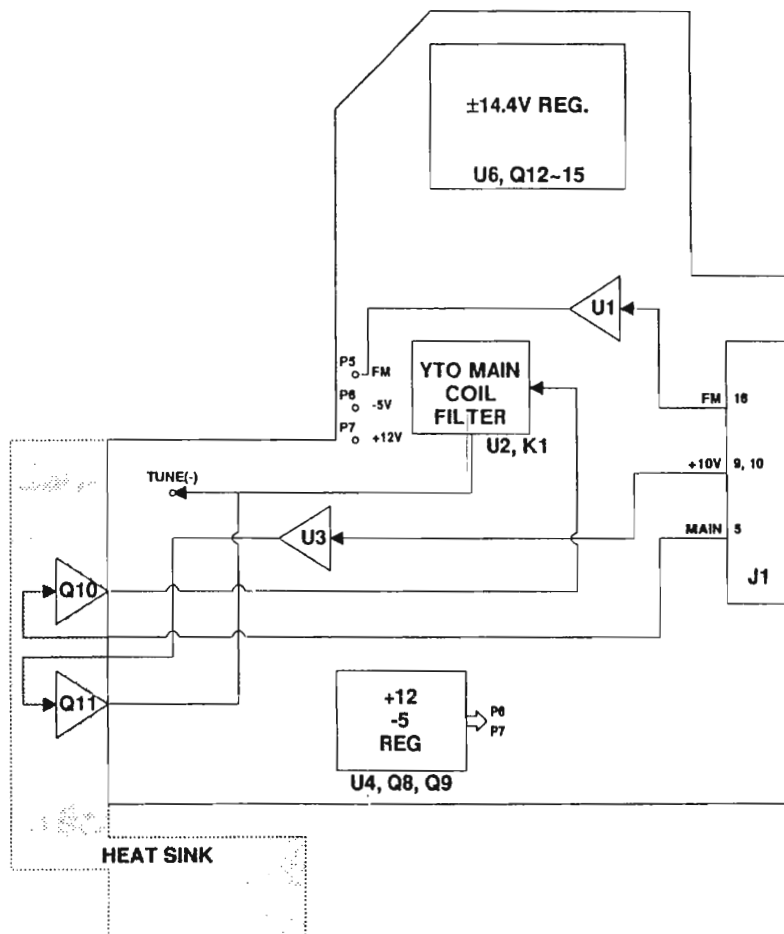 ±14.4V REG.
U6, Q12~15
U1
P5
FM
P6
-5V
P7
+12V
YTO MAIN
COIL
FILTER
U2, K1
FM 16
+10V 9, 10
MAIN 5
J1
TUNE(-)
U3
Q10
Q11
+12
-5
REG
P6
P7
U4, Q8, Q9
HEAT SINK